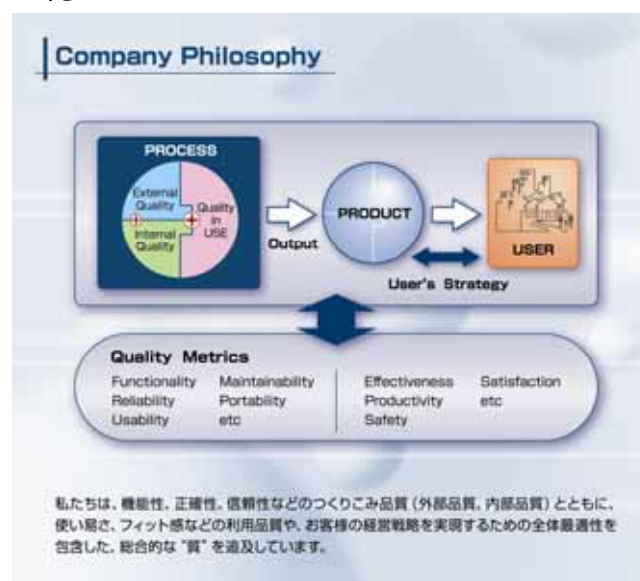 Company Philosophy
PROCESS
External
Quality
Quality
in
USE
Internal
Quality
Output
PRODUCT
USER
User's Strategy
Quality Metrics
Functionality Maintainability
Reliability Portability
Usability etc
Effectiveness Satisfaction
Productivity etc
Safety
私たちは、機能性、正確性、信頼性などのつくりこみ品質（外部品質、内部品質）とともに、
使い易さ、フィット感などの利用品質や、お客様の経営戦略を実現するための全体最適性を
包含した、総合的な“質”を追及しています。